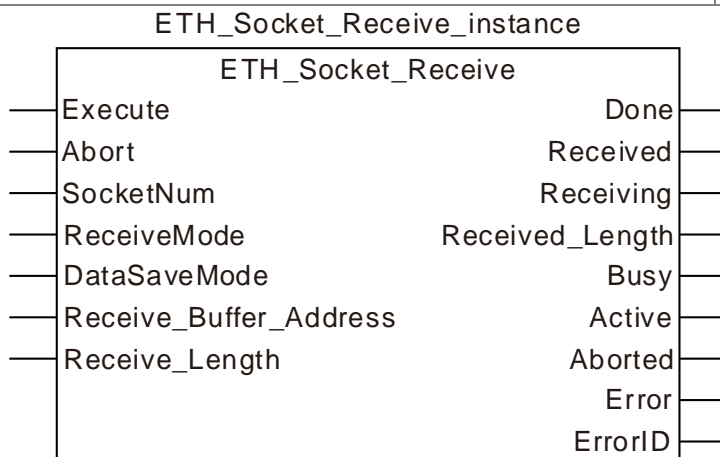 ETH_Socket_Receive_instance
ETH_Socket_Receive
Execute Done
Abort Received
SocketNum Receiving
ReceiveMode Received_Length
DataSaveMode Busy
Receive_Buffer_Address Active
Receive_Length Aborted
Error
ErrorID